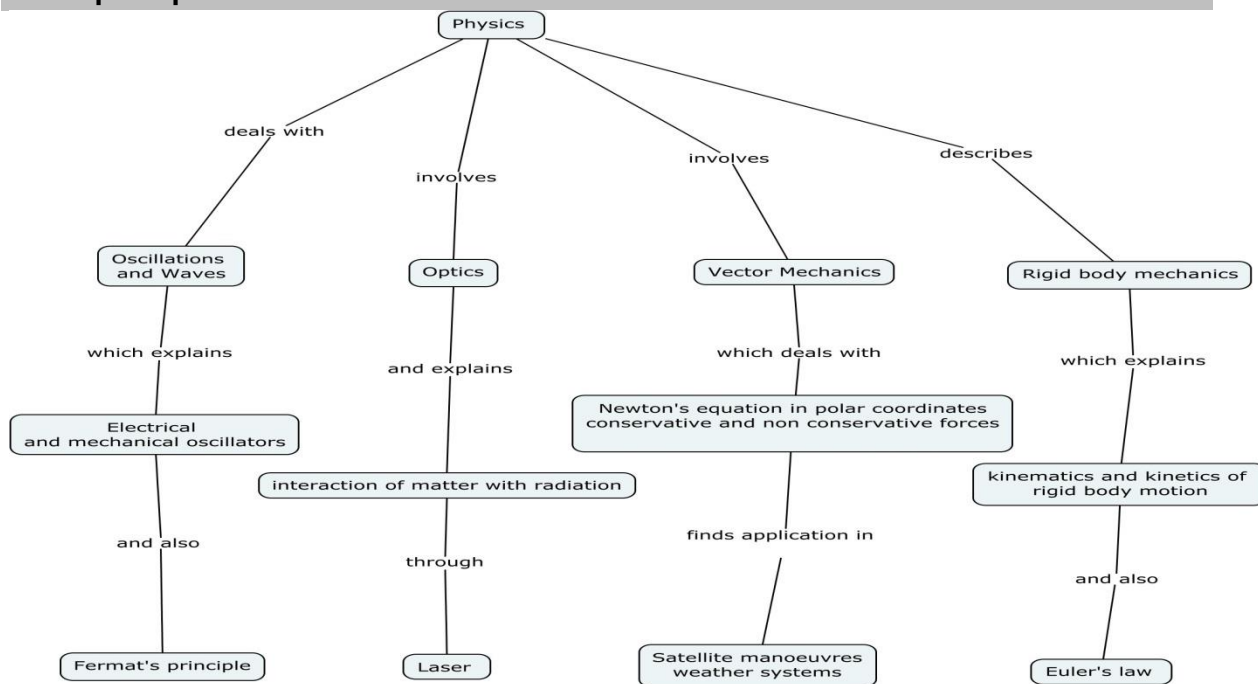 Physics
deals with
involves
involves
describes
Oscillations
and Waves
Optics
Vector Mechanics
Rigid body mechanics
which explains
and explains
which deals with
which explains
Electrical
and mechanical oscillators
interaction of matter with radiation
Newton's equation in polar coordinates
conservative and non conservative forces
kinematics and kinetics of
rigid body motion
and also
through
finds application in
and also
Fermat's principle
Laser
Satellite manoeuvres
weather systems
Euler's law